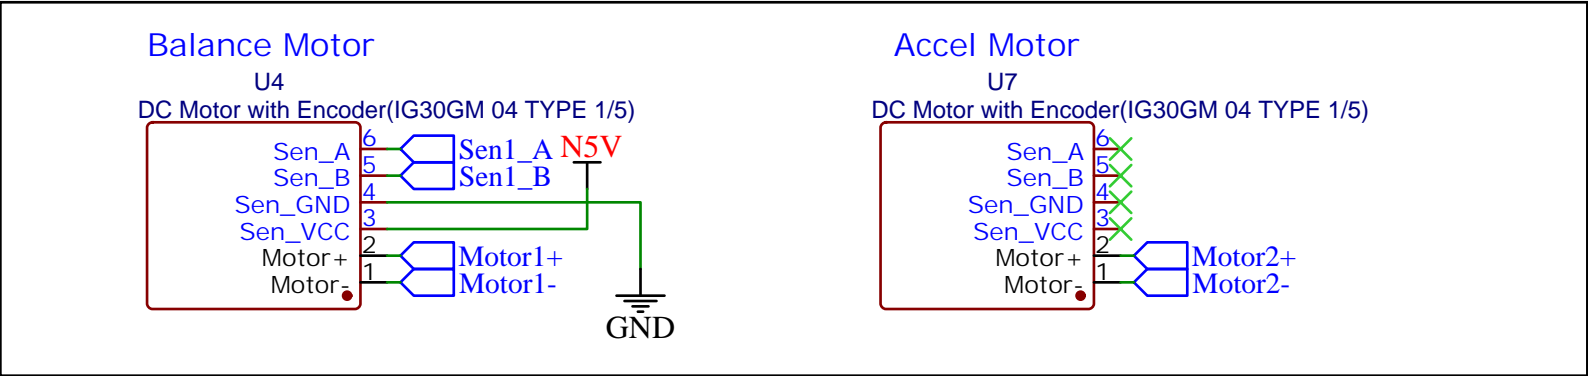 Balance Motor
U4
DC Motor with Encoder(IG30GM 04 TYPE 1/5)
Sen_A 6 Sen1_A N5V
Sen_B 5 Sen1_B
Sen_GND 4
Sen_VCC 3
Motor+ 2 Motor1+
Motor- 1 Motor1-
GND
Accel Motor
U7
DC Motor with Encoder(IG30GM 04 TYPE 1/5)
Sen_A 6
Sen_B 5
Sen_GND 4
Sen_VCC 3
Motor+ 2 Motor2+
Motor- 1 Motor2-